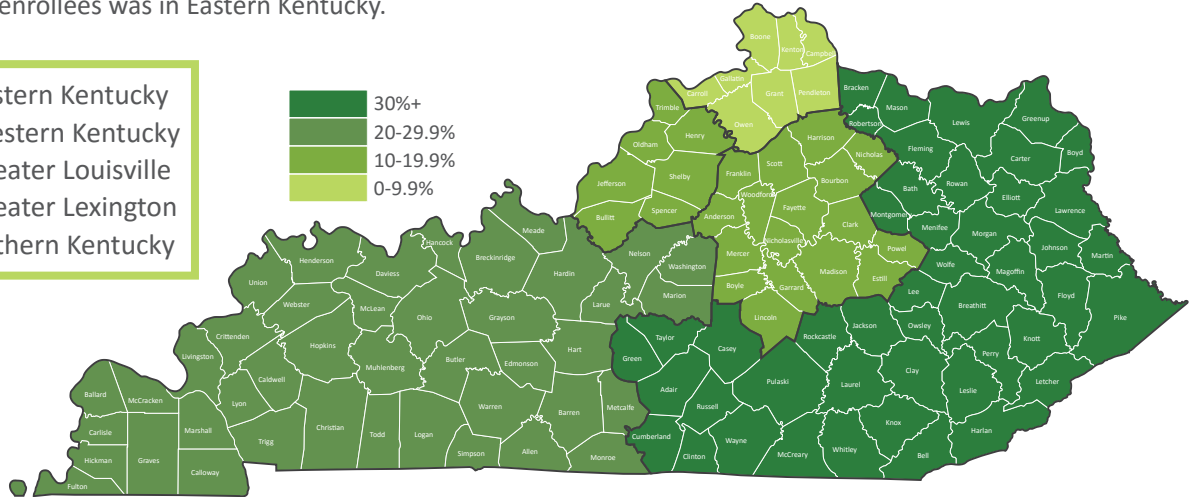 enrollees was in Eastern Kentucky.
stern Kentucky
estern Kentucky
eater Louisville
eater Lexington
thern Kentucky
30%+
20-29.9%
10-19.9%
0-9.9%
Boone
Kenton
Campbell
Gallatin
Carroll
Grant
Pendleton
Owen
Trimble
Henry
Oldham
Jefferson
Shelby
Bullitt
Spencer
Harrison
Nicholas
Scott
Franklin
Bourbon
Woodford
Fayette
Anderson
Clark
Nicholasville
Mercer
Powel
Madison
Estill
Boyle
Garrard
Lincoln
Bracken
Mason
Robertson
Lewis
Greenup
Fleming
Boyd
Carter
Rowan
Bath
Elliott
Lawrence
Montgomer
Menifee
Morgan
Johnson
Martin
Wolfe
Magoffin
Floyd
Lee
Breathitt
Pike
Jackson
Owsley
Knott
Rockcastle
Perry
Clay
Letcher
Leslie
Laurel
Knox
Harlan
Bell
Whitley
McCreary
Pulaski
Casey
Taylor
Green
Adair
Russell
Wayne
Clinton
Cumberland
Meade
Hancock
Breckinridge
Nelson
Washington
Marion
Hardin
Larue
Henderson
Daviess
Union
Webster
McLean
Ohio
Grayson
Hart
Crittenden
Hopkins
Livingston
Muhlenberg
Butler
Edmonson
Caldwell
Warren
Barren
Metcalfe
Lyon
Christian
Todd
Logan
Trigg
Simpson
Allen
Monroe
Ballard
McCracken
Carlisle
Marshall
Hickman
Graves
Calloway
Fulton